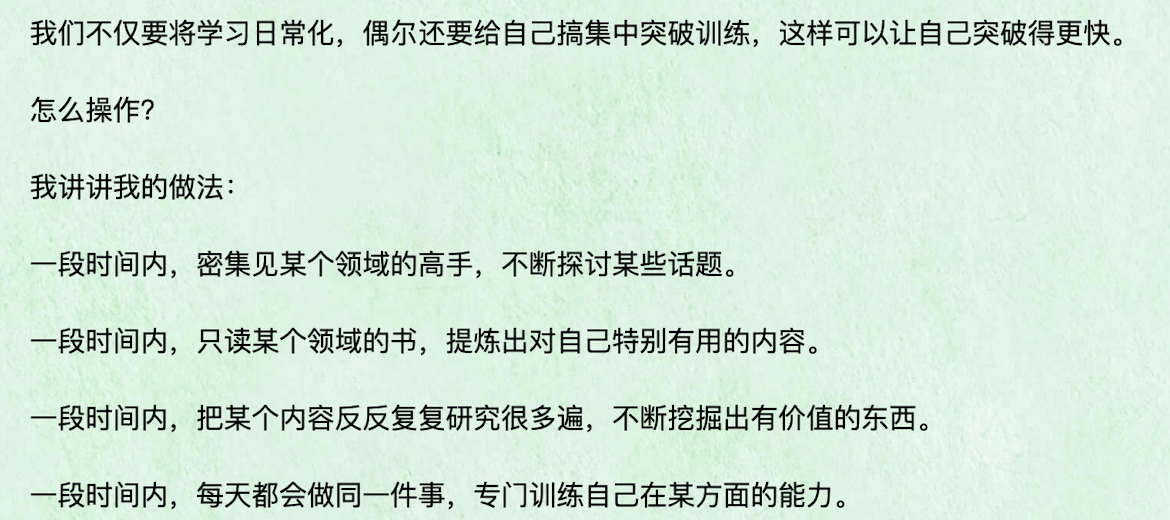 我们不仅要将学习日常化，偶尔还要给自己搞集中突破训练，这样可以让自己突破得更快。
怎么操作？
我讲讲我的做法：
一段时间内，密集见某个领域的高手，不断探讨某些话题。
一段时间内，只读某个领域的书，提炼出对自己特别有用的内容。
一段时间内，把某个内容反反复复研究很多遍，不断挖掘出有价值的东西。
一段时间内，每天都会做同一件事，专门训练自己在某方面的能力。